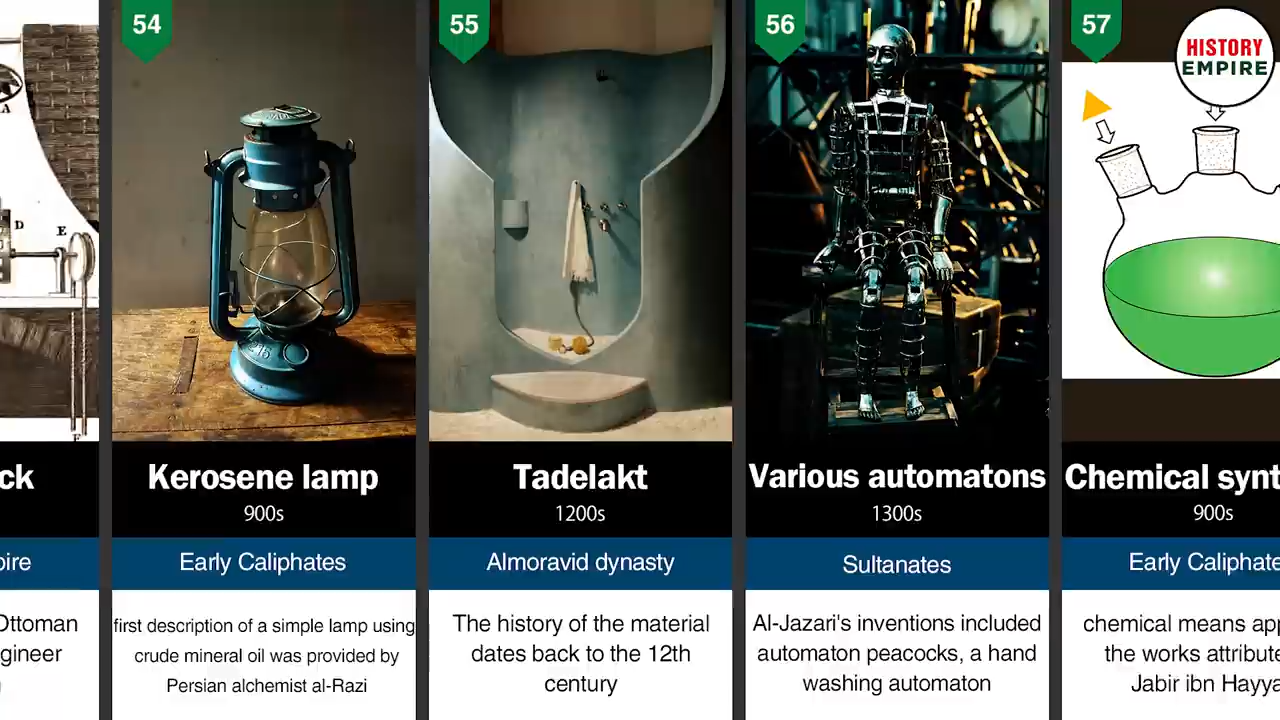 A
D
E
ck
pire
Ottoman
gineer
54
Kerosene lamp
900s
Early Caliphates
first description of a simple lamp using
crude mineral oil was provided by
Persian alchemist al-Razi
55
Tadelakt
1200s
Almoravid dynasty
The history of the material
dates back to the 12th
century
56
Various automatons
1300s
Sultanates
Al-Jazari's inventions included
automaton peacocks, a hand
washing automaton
57
HISTORY
EMPIRE
Chemical synt
900s
Early Caliphate
chemical means app
the works attribute
Jabir ibn Hayya